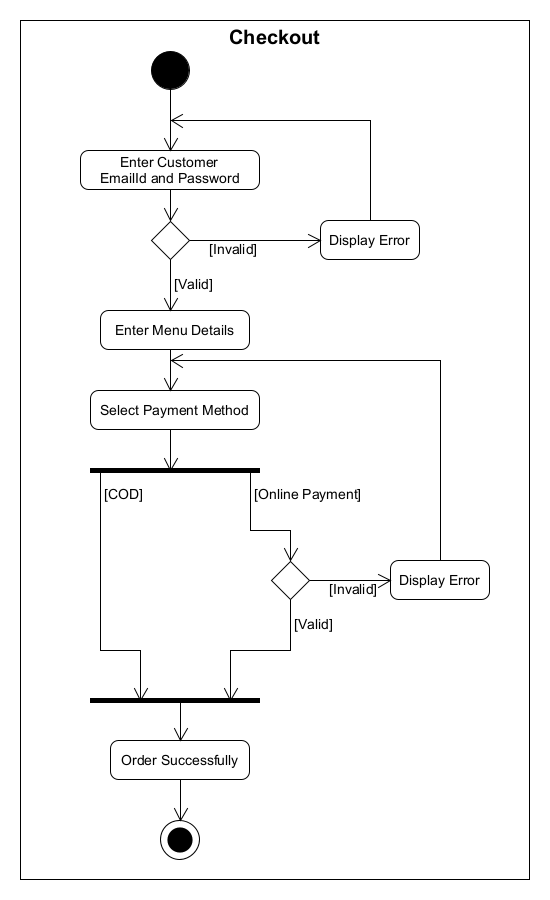 Checkout
Enter Customer
EmailId and Password
[Invalid]
Display Error
[Valid]
Enter Menu Details
Select Payment Method
[COD]
[Online Payment]
[Invalid]
Display Error
[Valid]
Order Successfully